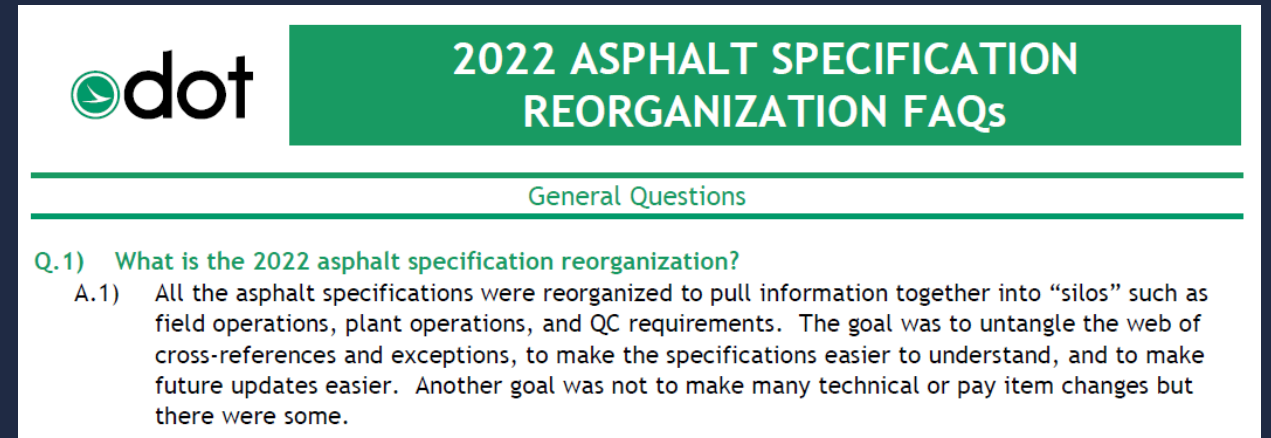 odot
2022 ASPHALT SPECIFICATION
REORGANIZATION FAQs
General Questions
Q.1) What is the 2022 asphalt specification reorganization?
A.1) All the asphalt specifications were reorganized to pull information together into “silos” such as
field operations, plant operations, and QC requirements. The goal was to untangle the web of
cross-references and exceptions, to make the specifications easier to understand, and to make
future updates easier. Another goal was not to make many technical or pay item changes but
there were some.